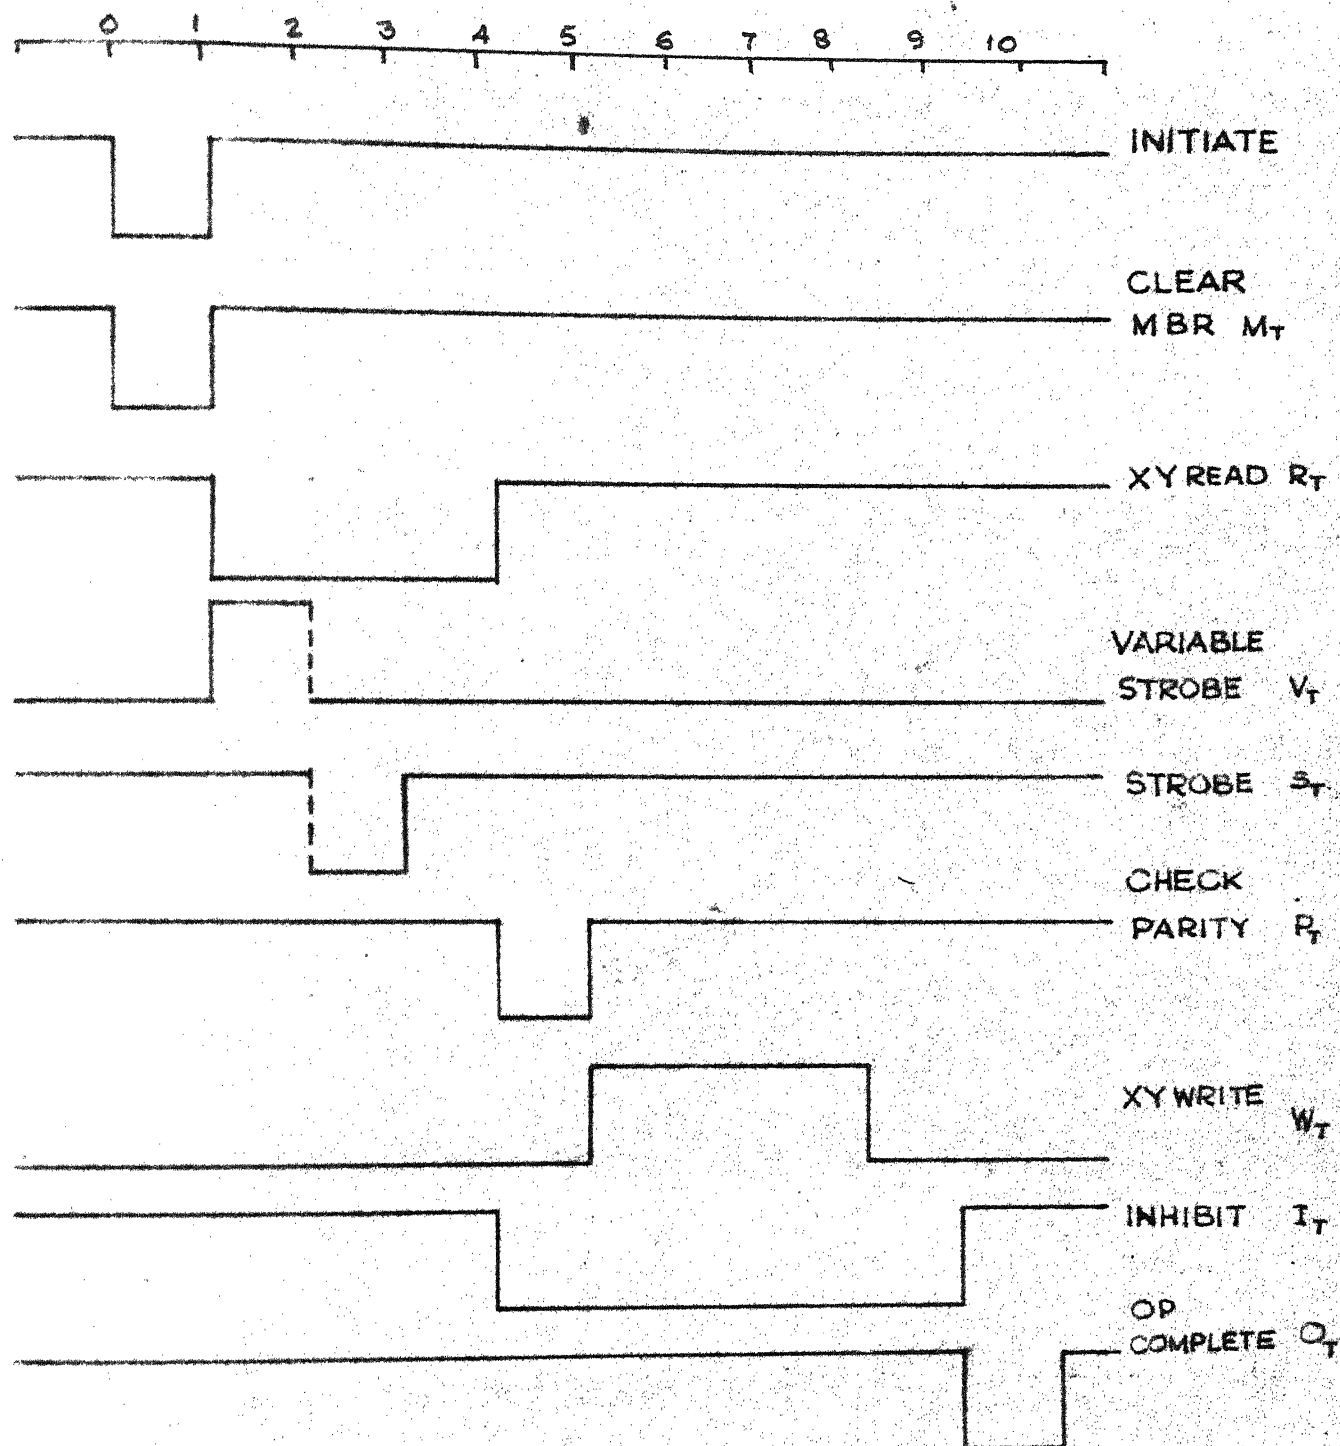 0 1 2 3 4 5 6 7 8 9 10
INITIATE
CLEAR
MBR MT
XY READ RT
VARIABLE
STROBE VT
STROBE ST
CHECK
PARITY PT
XY WRITE WT
INHIBIT IT
OP
COMPLETE OT